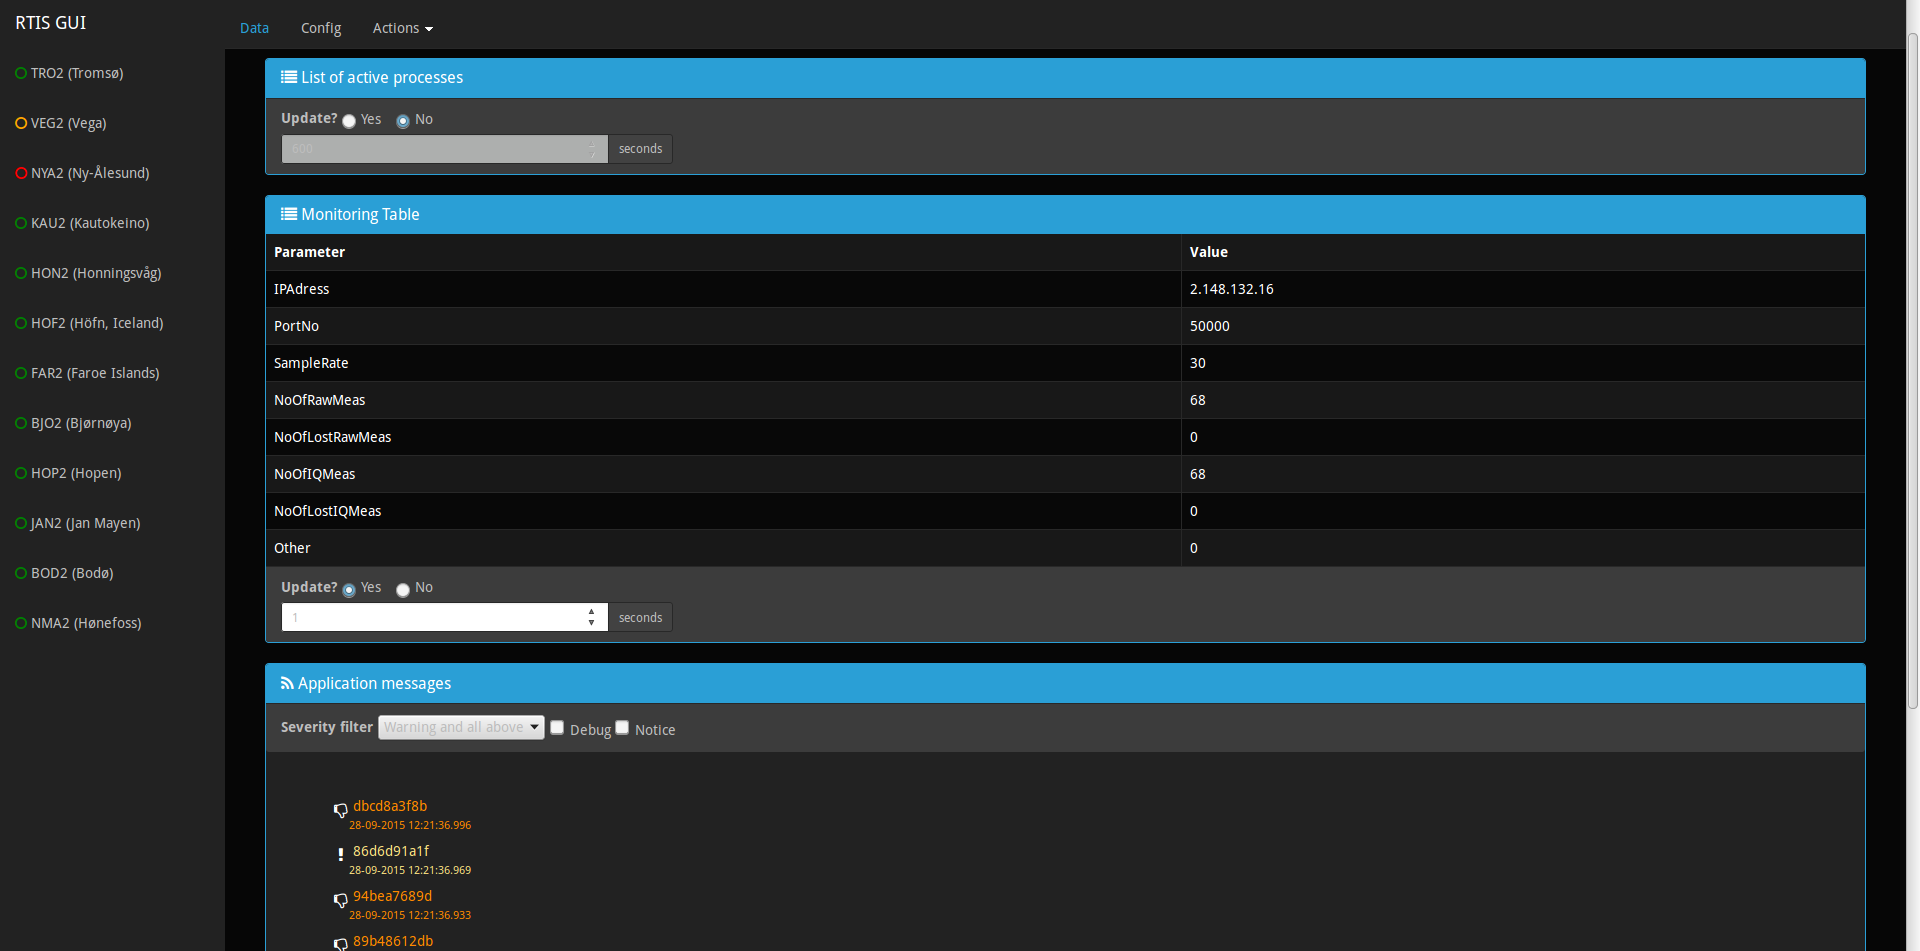 RTIS GUI
Data Config Actions
TRO2 (Tromsø)
VEG2 (Vega)
NYA2 (Ny-Ålesund)
KAU2 (Kautokeino)
HON2 (Honningsvåg)
HOF2 (Höfn, Iceland)
FAR2 (Faroe Islands)
BJO2 (Bjørnøya)
HOP2 (Hopen)
JAN2 (Jan Mayen)
BOD2 (Bodø)
NMA2 (Hønefoss)
List of active processes
Update? Yes No
600 seconds
Monitoring Table
Parameter Value
IPAdress 2.148.132.16
PortNo 50000
SampleRate 30
NoOfRawMeas 68
NoOfLostRawMeas 0
NoOfIQMeas 68
NoOfLostIQMeas 0
Other 0
Update? Yes No
1 seconds
Application messages
Severity filter Warning and all above Debug Notice
dbcd8a3f8b
28-09-2015 12:21:36.996
86d6d91a1f
28-09-2015 12:21:36.969
94bea7689d
28-09-2015 12:21:36.933
89b48612db